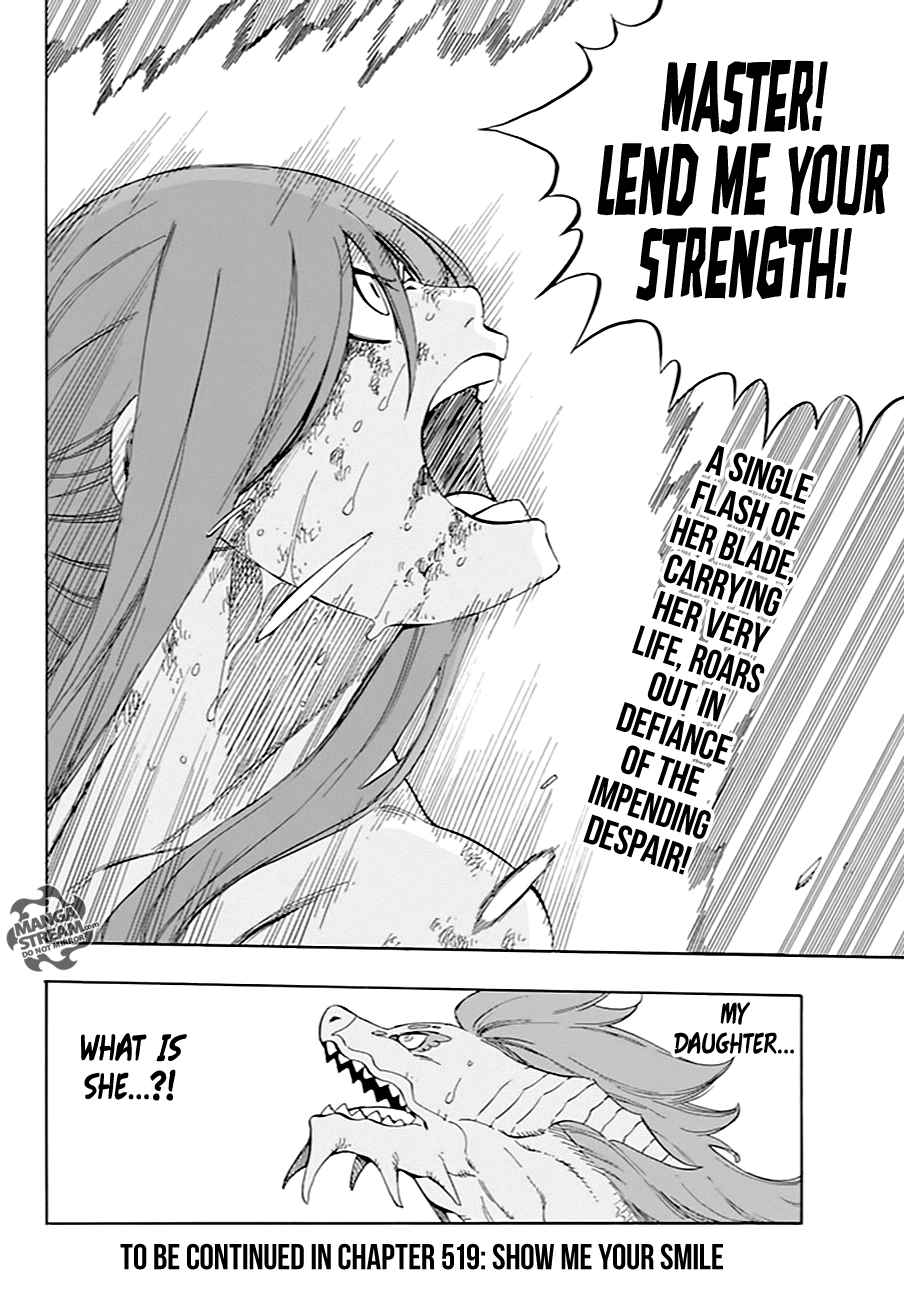 MASTER!
LEND ME YOUR
STRENGTH!
A SINGLE
FLASH OF
HER BLADE,
CARRYING
HER VERY
LIFE, ROARS
OUT IN
DEFIANCE
OF THE
IMPENDING
DESPAIR!
MANGA
STREAM.com
DO NOT MIRROR
MY
DAUGHTER...
WHAT IS
SHE...?!
TO BE CONTINUED IN CHAPTER 519: SHOW ME YOUR SMILE